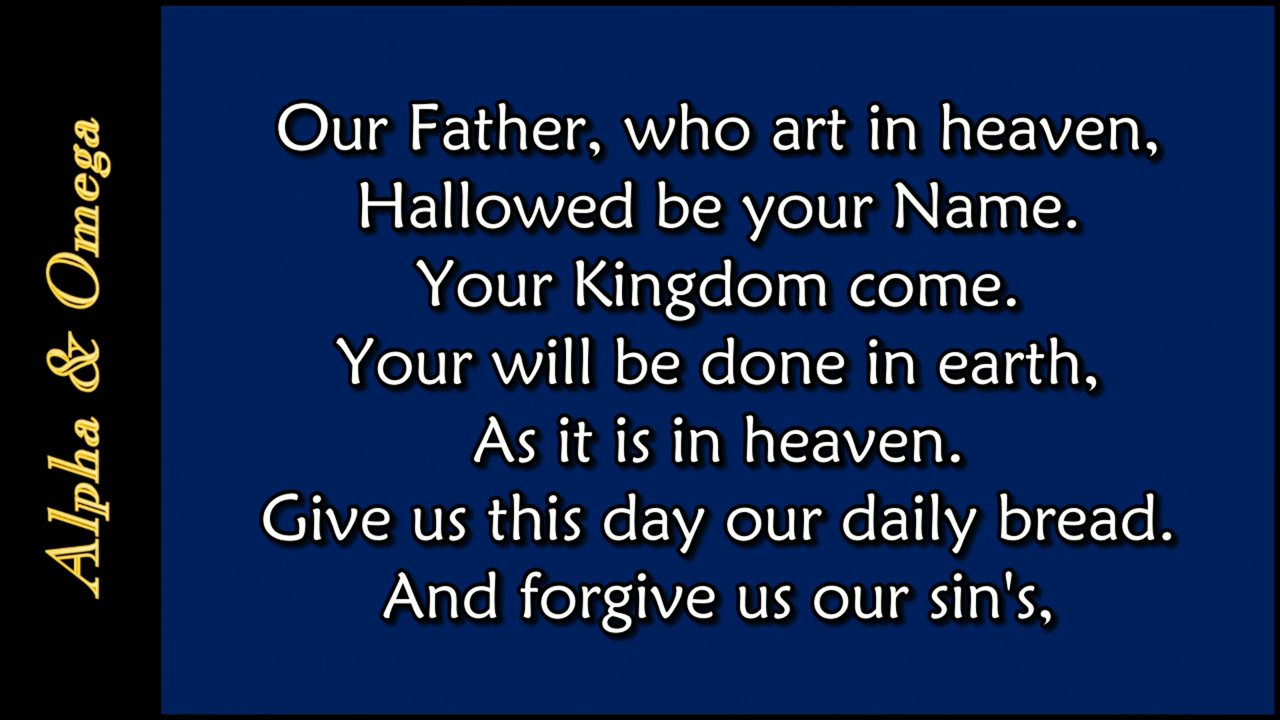 Alpha & Omega
Our Father, who art in heaven,
Hallowed be your Name.
Your Kingdom come.
Your will be done in earth,
As it is in heaven.
Give us this day our daily bread.
And forgive us our sin's,